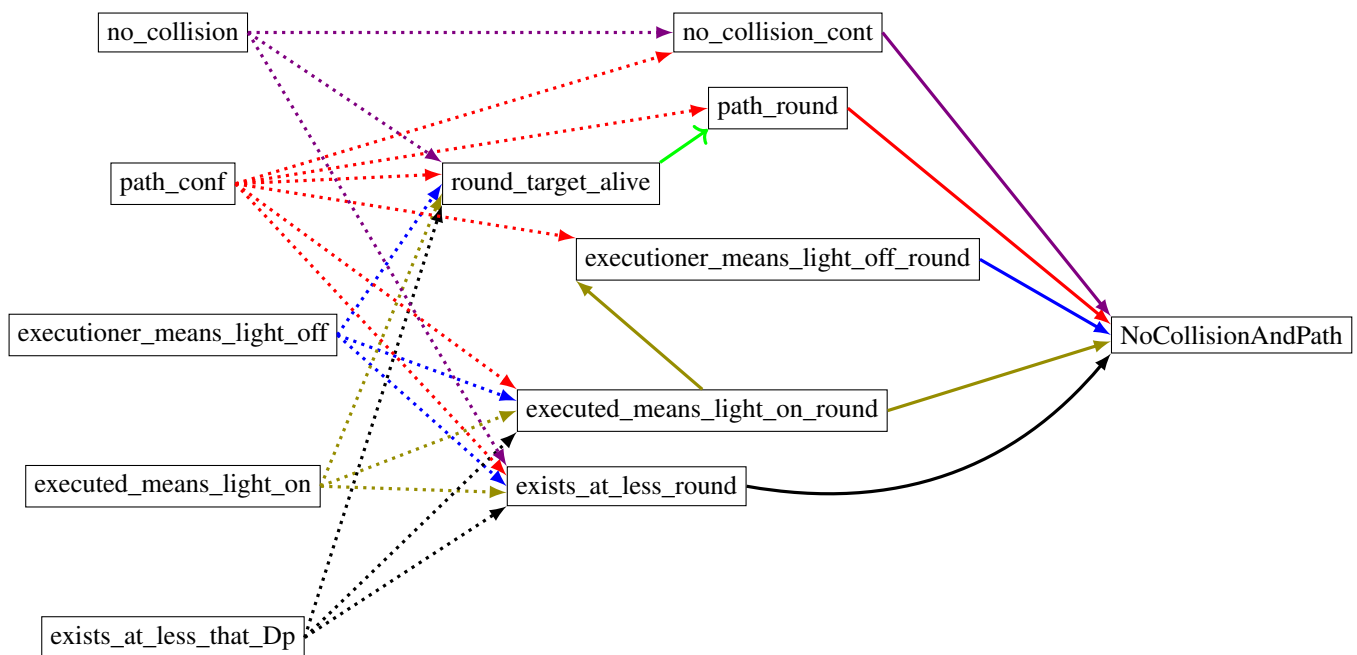 no_collision
no_collision_cont
path_round
path_conf
round_target_alive
executioner_means_light_off_round
executioner_means_light_off
NoCollisionAndPath
executed_means_light_on_round
executed_means_light_on
exists_at_less_round
exists_at_less_that_Dp